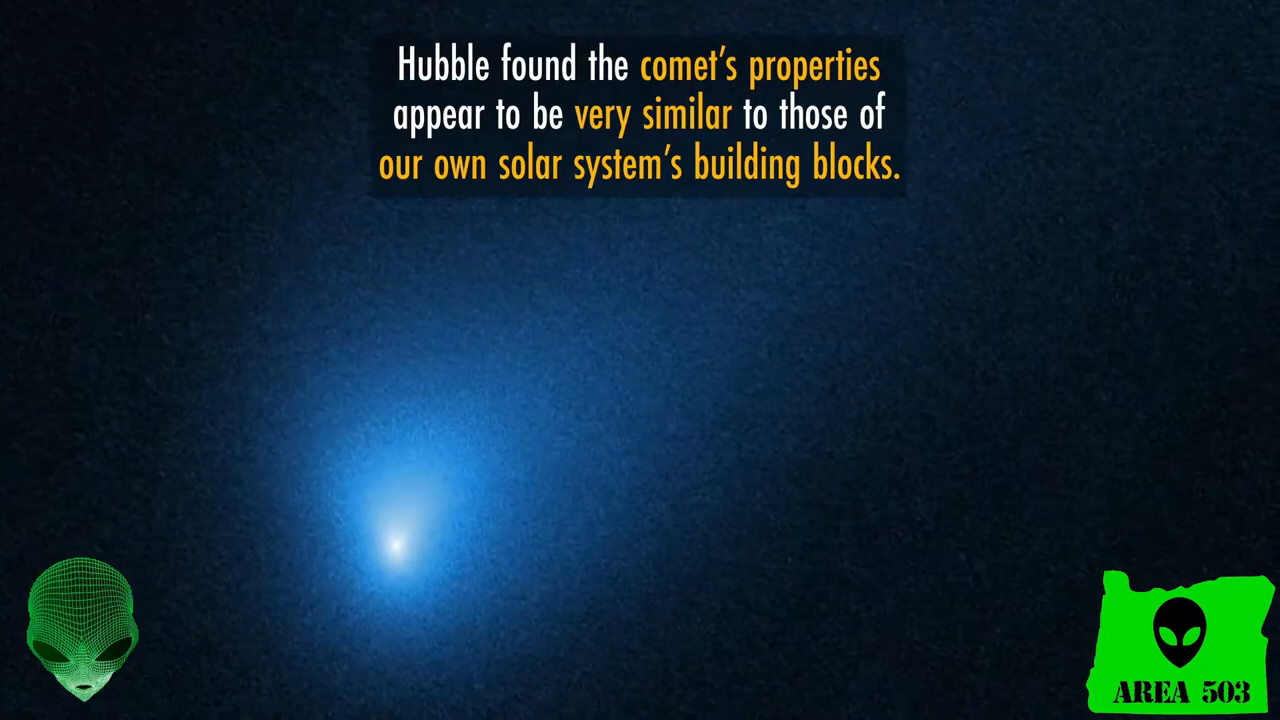 Hubble found the comet’s properties
appear to be very similar to those of
our own solar system’s building blocks.
AREA 503